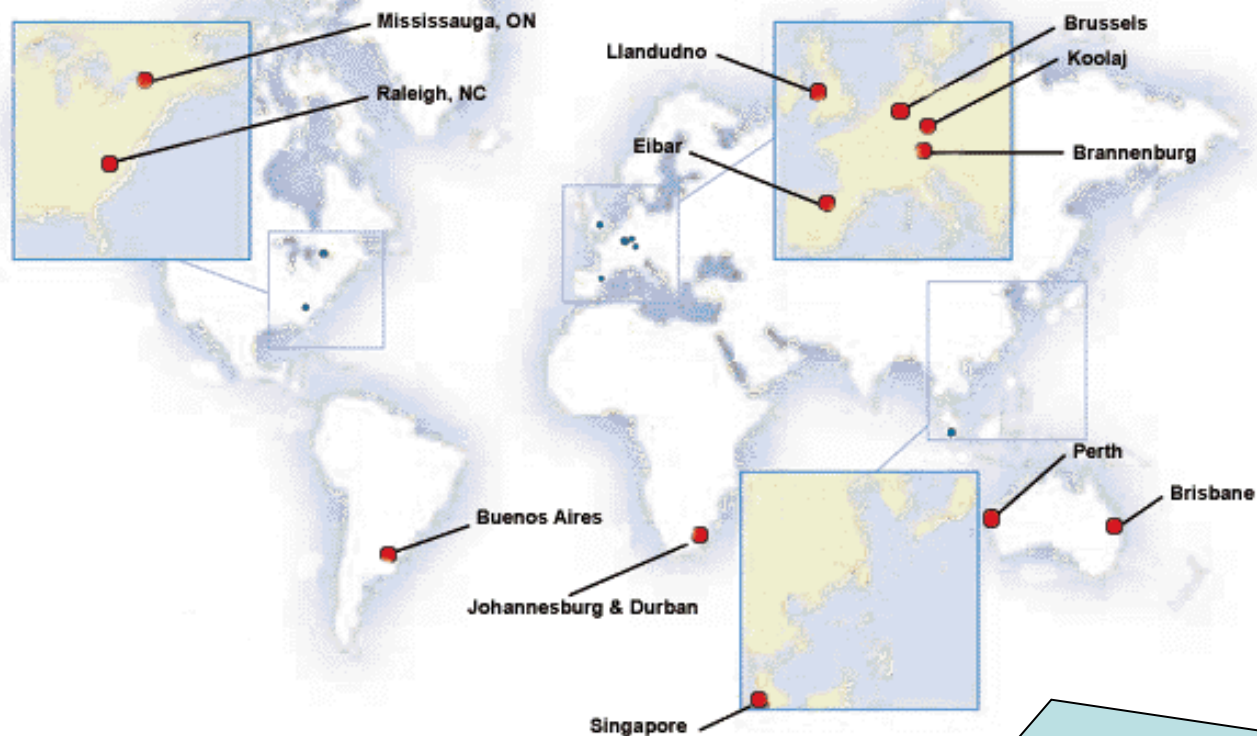 Mississauga, ON
Raleigh, NC
Llandudno
Brussels
Koolaj
Eibar
Brannenburg
Perth
Brisbane
Buenos Aires
Johannesburg & Durban
Singapore